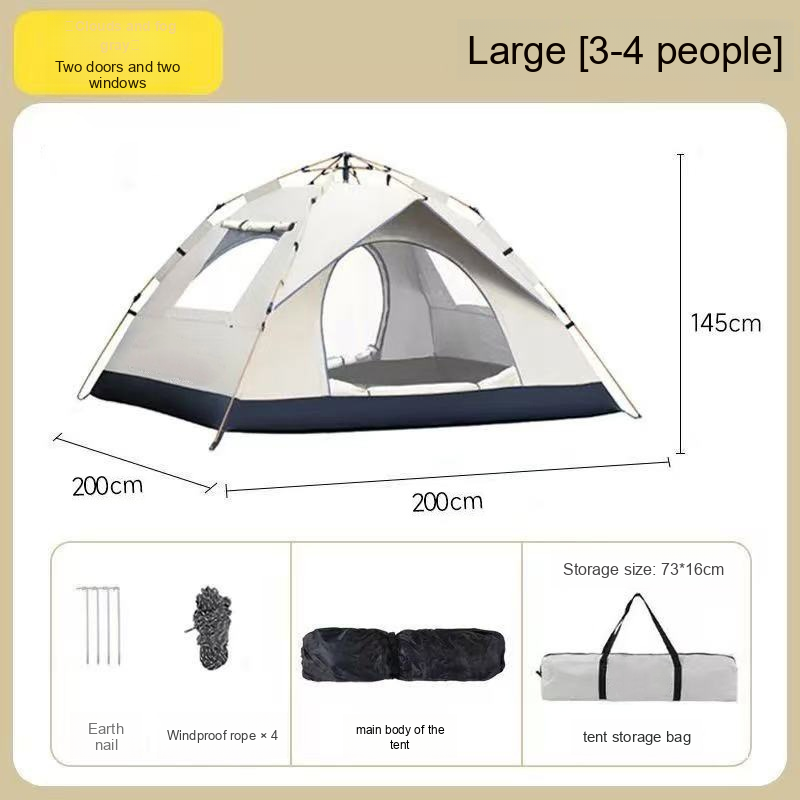 Two doors and two
windows
Large [3-4 people]
145cm
200cm
200cm
Storage size: 73*16cm
Earth
nail
Windproof rope × 4
main body of the
tent
tent storage bag